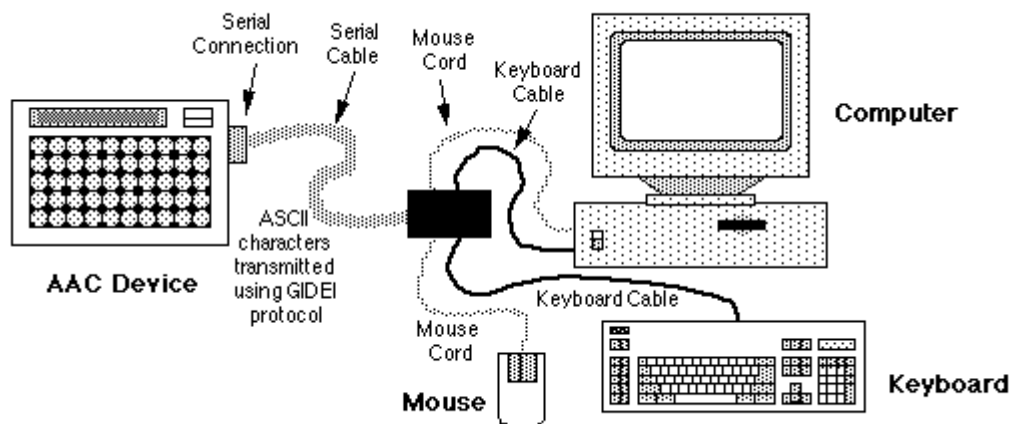 Serial
Connection
Serial
Cable
Mouse
Cord
Keyboard
Cable
Computer
AAC Device
ASCII
characters
transmitted
using GIDEI
protocol
Keyboard Cable
Mouse
Cord
Mouse
Keyboard